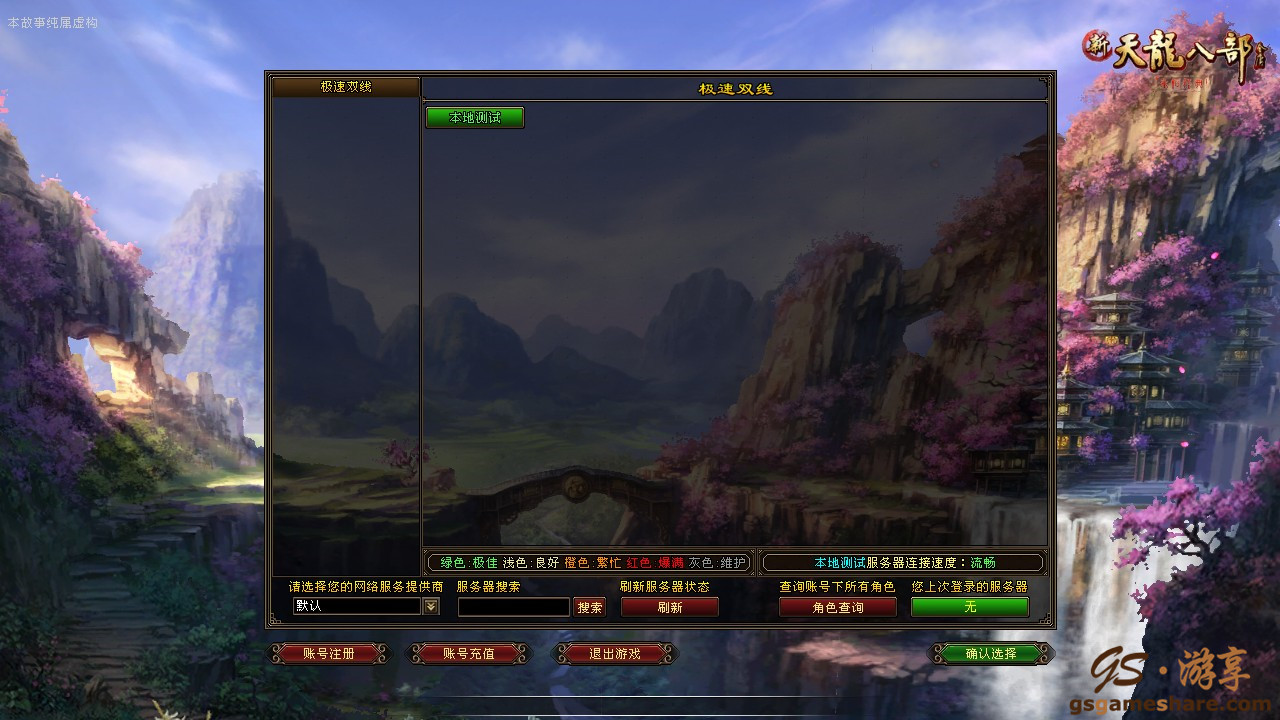 本故事纯属虚构
新天龍八部
极速双线
极速双线
本地测试
绿色:极佳 浅色:良好 橙色:繁忙 红色:爆满 灰色:维护
本地测试服务器连接速度：流畅
请选择您的网络服务提供商 服务器搜索 刷新服务器状态 查询账号下所有角色 您上次登录的服务器
默认 搜索 刷新 角色查询 无
账号注册 账号充值 退出游戏 确认选择
GS·游享
gsgameshare.com